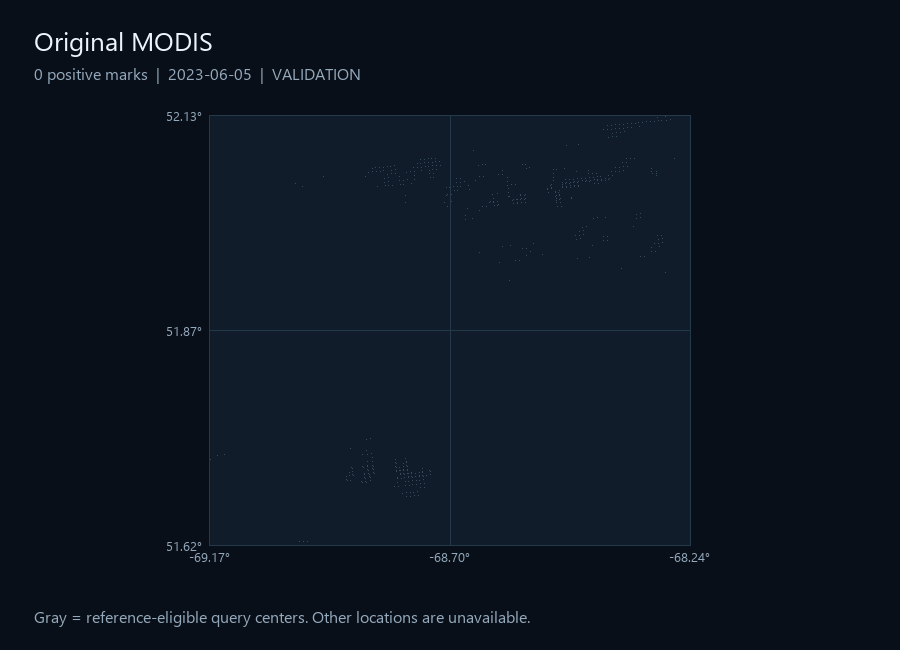 Original MODIS
0 positive marks | 2023-06-05 | VALIDATION
52.13°
51.87°
51.62°
-69.17°
-68.70°
-68.24°
Gray = reference-eligible query centers. Other locations are unavailable.